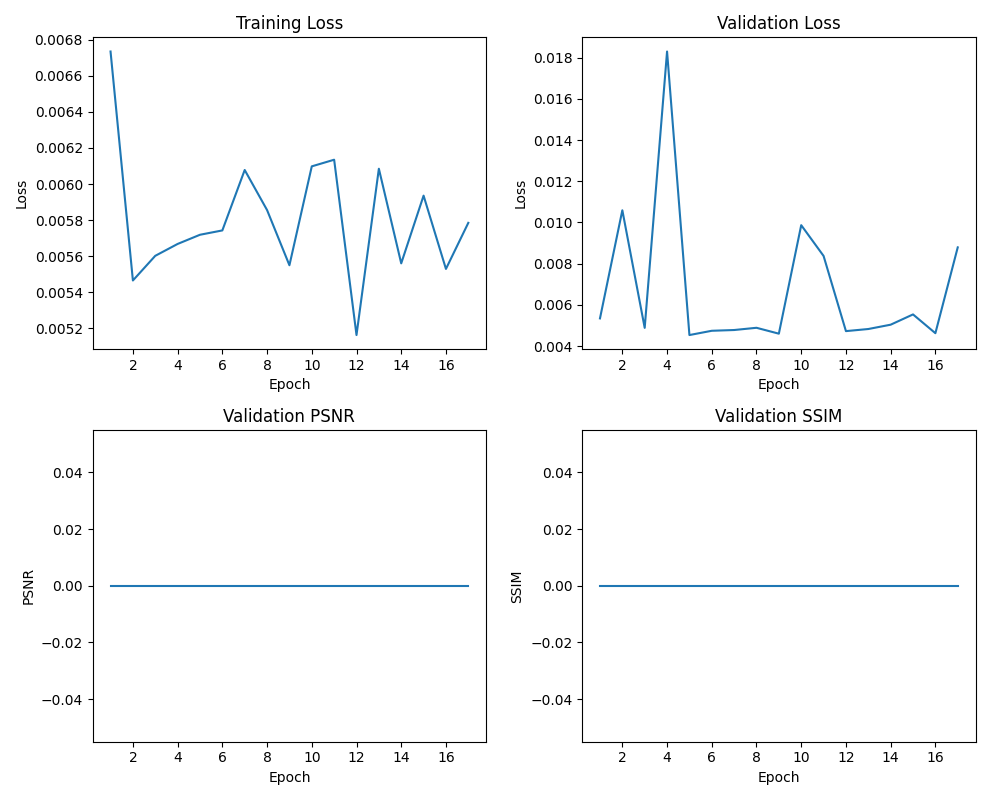 Training Loss
Validation Loss
0.0068
0.0066
0.0064
0.0062
0.0060
0.0058
0.0056
0.0054
0.0052
Loss
2 4 6 8 10 12 14 16
Epoch
0.018
0.016
0.014
0.012
0.010
0.008
0.006
0.004
Loss
2 4 6 8 10 12 14 16
Epoch
Validation PSNR
Validation SSIM
0.04
0.02
0.00
−0.02
−0.04
PSNR
2 4 6 8 10 12 14 16
Epoch
0.04
0.02
0.00
−0.02
−0.04
SSIM
2 4 6 8 10 12 14 16
Epoch